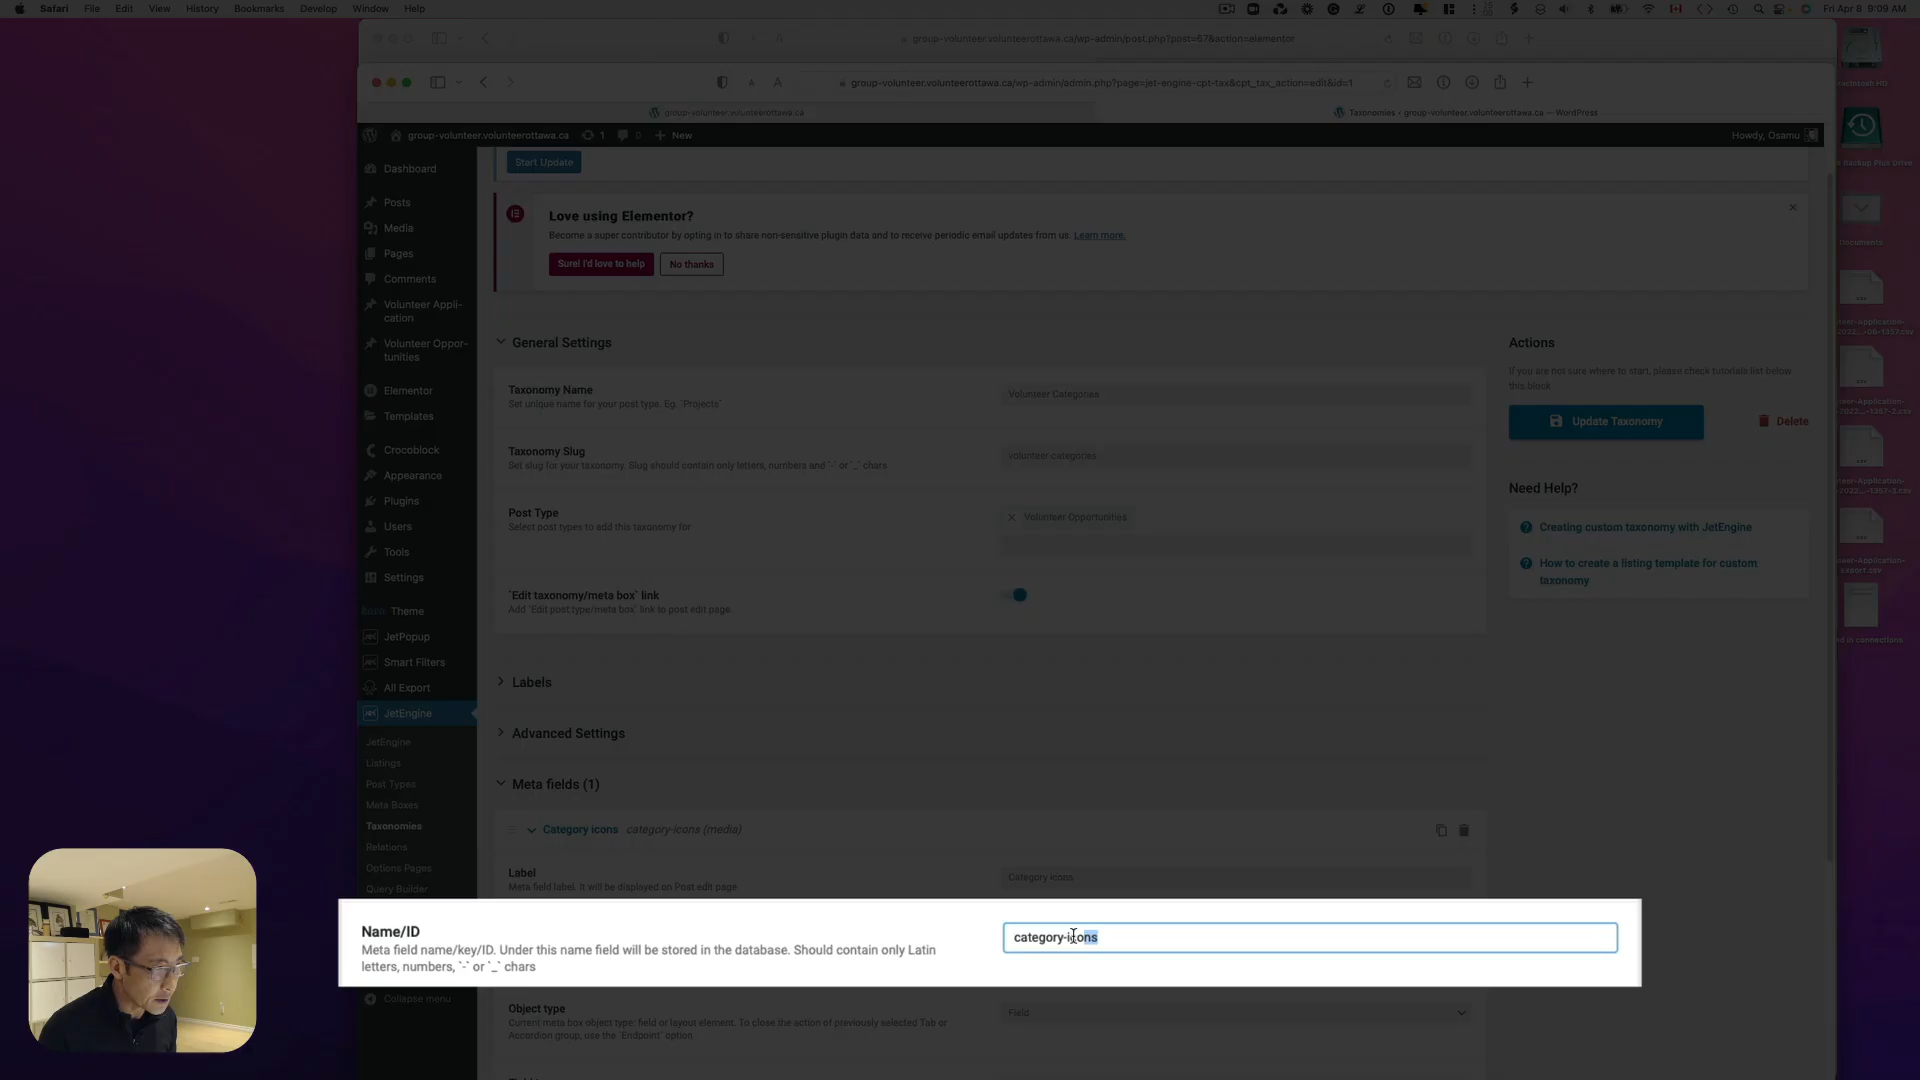 Safari File Edit View History Bookmarks Develop Window Help
Fri Apr 8 9:09 AM
group-volunteer.volunteerottawa.ca/wp-admin/post.php?post=67&action=elementor
group-volunteer.volunteerottawa.ca/wp-admin/admin.php?page=jet-engine-cpt-tax&cpt_tax_action=edit&id=1
group-volunteer.volunteerottawa.ca
Taxonomies ‹ group-volunteer.volunteerottawa.ca — WordPress
group-volunteer.volunteerottawa.ca 1 0 New
Howdy, Osamu
Dashboard
Posts
Media
Pages
Comments
Volunteer Appli-
cation
Volunteer Oppor-
tunities
Elementor
Templates
Crocoblock
Appearance
Plugins
Users
Tools
Settings
Theme
JetPopup
Smart Filters
All Export
JetEngine
JetEngine
Listings
Post Types
Meta Boxes
Taxonomies
Relations
Options Pages
Query Builder
Collapse menu
Start Update
Love using Elementor?
Become a super contributor by opting in to share non-sensitive plugin data and to receive periodic email updates from us. Learn more.
Sure! I'd love to help
No thanks
General Settings
Taxonomy Name
Set unique name for your post type. Eg. `Projects`
Volunteer Categories
Taxonomy Slug
Set slug for your taxonomy. Slug should contain only letters, numbers and `-` or `_` chars
volunteer-categories
Post Type
Select post types to add this taxonomy for
Volunteer Opportunities
`Edit taxonomy/meta box` link
Add `Edit post type/meta box` link to post edit page.
Labels
Advanced Settings
Meta fields (1)
Category icons category-icons (media)
Label
Meta field label. It will be displayed on Post edit page
Category icons
Name/ID
Meta field name/key/ID. Under this name field will be stored in the database. Should contain only Latin
letters, numbers, `-` or `_` chars
category-icons
Object type
Current meta box object type: field or layout element. To close the action of previously selected Tab or
Accordion group, use the `Endpoint` option
Field
Actions
If you are not sure where to start, please check tutorials list below
this block
Update Taxonomy
Delete
Need Help?
Creating custom taxonomy with JetEngine
How to create a listing template for custom
taxonomy
Macintosh HD
Backup Plus Drive
Documents